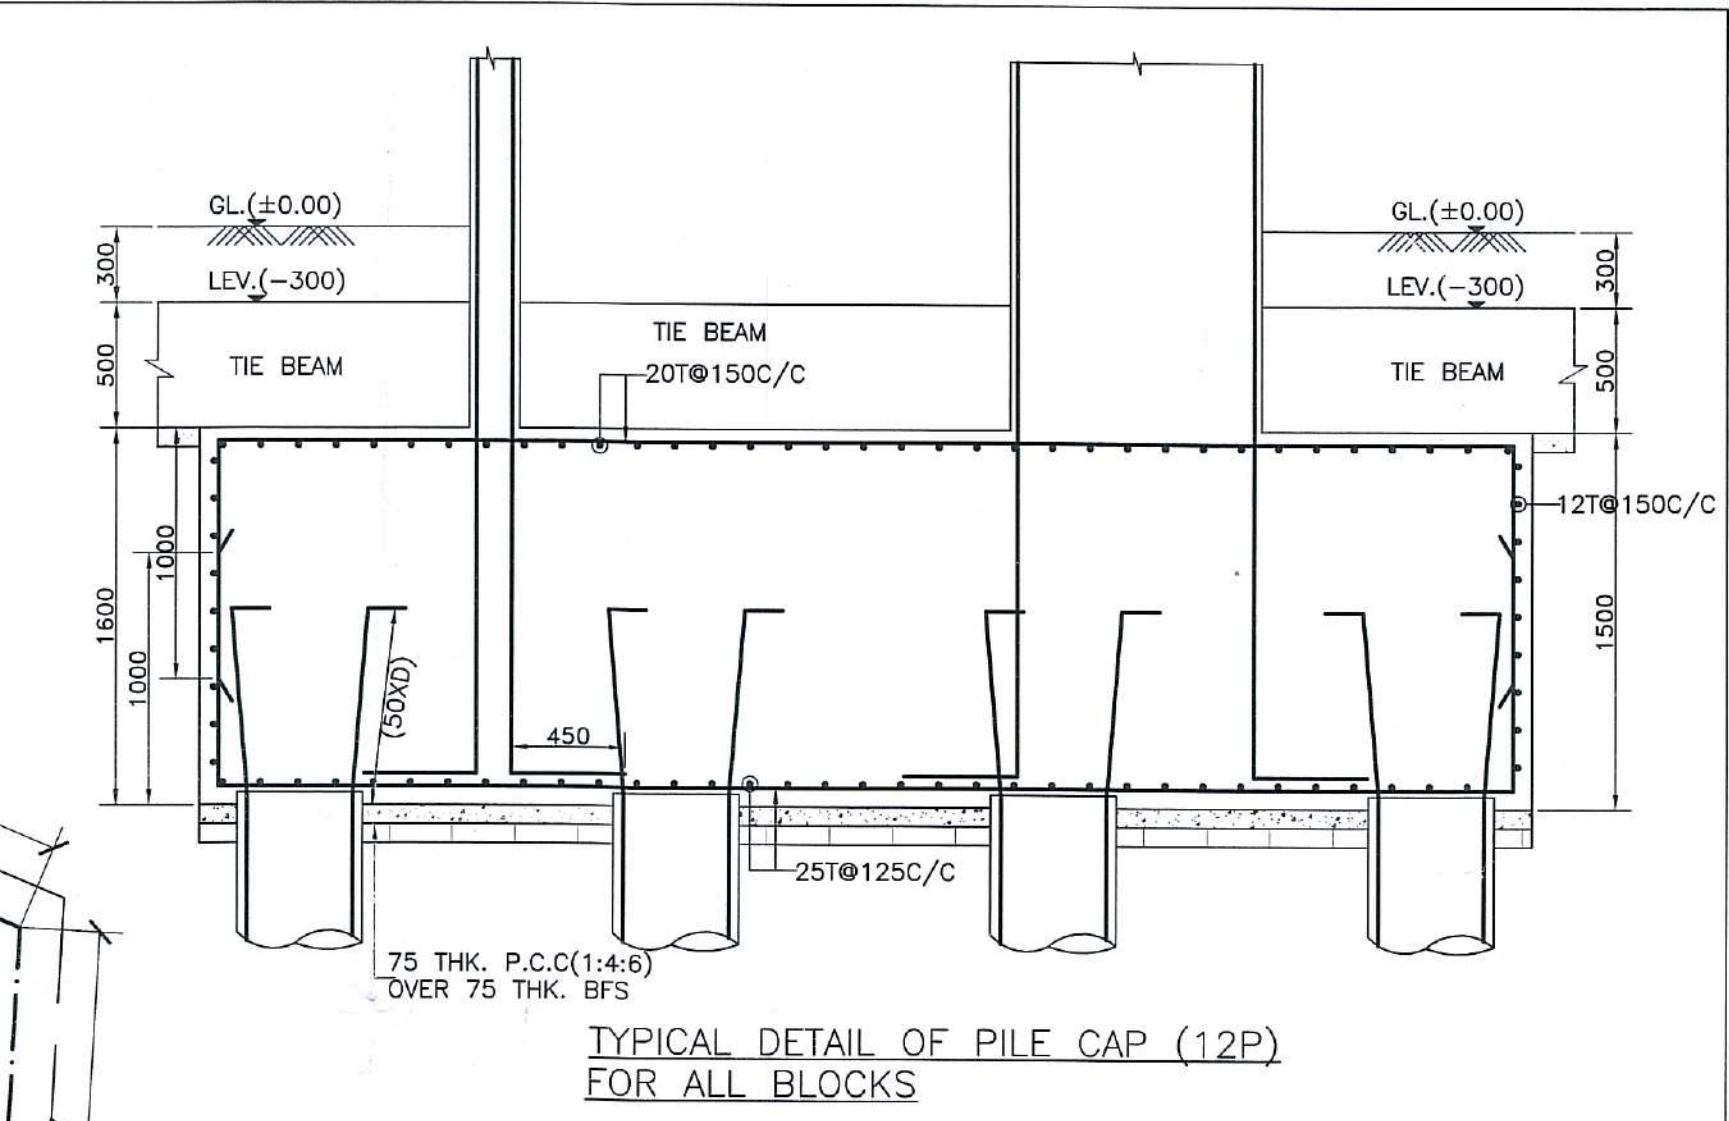 GL.(±0.00)
GL.(±0.00)
300
LEV.(−300)
LEV.(−300)
300
500
TIE BEAM
TIE BEAM
20T@150C/C
TIE BEAM
500
12T@150C/C
1000
1600
1000
(50XD)
450
1500
25T@125C/C
75 THK. P.C.C(1:4:6)
OVER 75 THK. BFS
TYPICAL DETAIL OF PILE CAP (12P)
FOR ALL BLOCKS